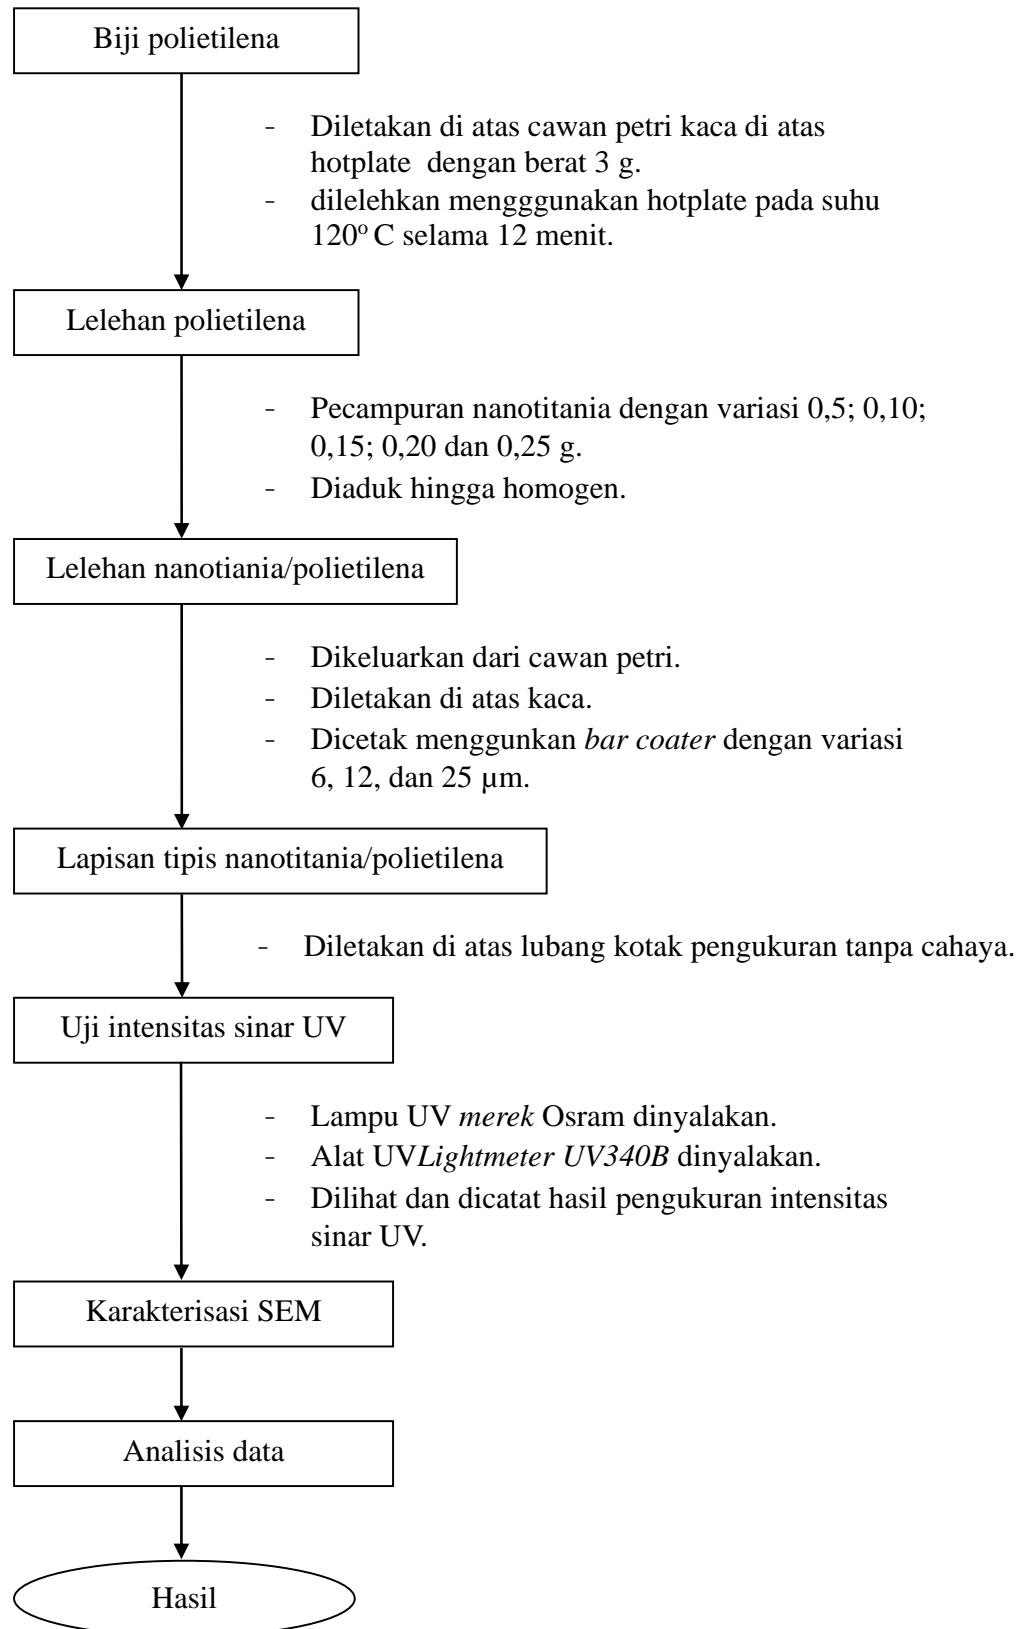 Biji polietilena
- Diletakan di atas cawan petri kaca di atas
hotplate dengan berat 3 g.
- dilelehkan mengggunakan hotplate pada suhu
120º C selama 12 menit.
Lelehan polietilena
- Pecampuran nanotitania dengan variasi 0,5; 0,10;
0,15; 0,20 dan 0,25 g.
- Diaduk hingga homogen.
Lelehan nanotiania/polietilena
- Dikeluarkan dari cawan petri.
- Diletakan di atas kaca.
- Dicetak menggunkan bar coater dengan variasi
6, 12, dan 25 µm.
Lapisan tipis nanotitania/polietilena
- Diletakan di atas lubang kotak pengukuran tanpa cahaya.
Uji intensitas sinar UV
- Lampu UV merek Osram dinyalakan.
- Alat UVLightmeter UV340B dinyalakan.
- Dilihat dan dicatat hasil pengukuran intensitas
sinar UV.
Karakterisasi SEM
Analisis data
Hasil